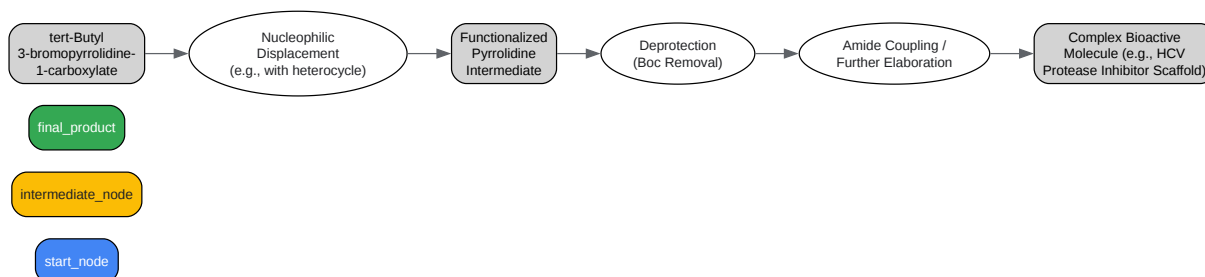 tert-Butyl
3-bromopyrrolidine-
1-carboxylate
Nucleophilic
Displacement
(e.g., with heterocycle)
Functionalized
Pyrrolidine
Intermediate
Deprotection
(Boc Removal)
Amide Coupling /
Further Elaboration
Complex Bioactive
Molecule (e.g., HCV
Protease Inhibitor Scaffold)
final_product
intermediate_node
start_node